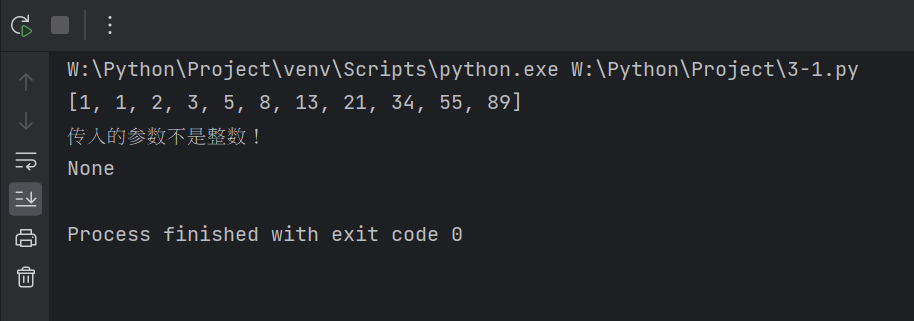 W:\Python\Project\venv\Scripts\python.exe W:\Python\Project\3-1.py
[1, 1, 2, 3, 5, 8, 13, 21, 34, 55, 89]
传入的参数不是整数！
None
Process finished with exit code 0